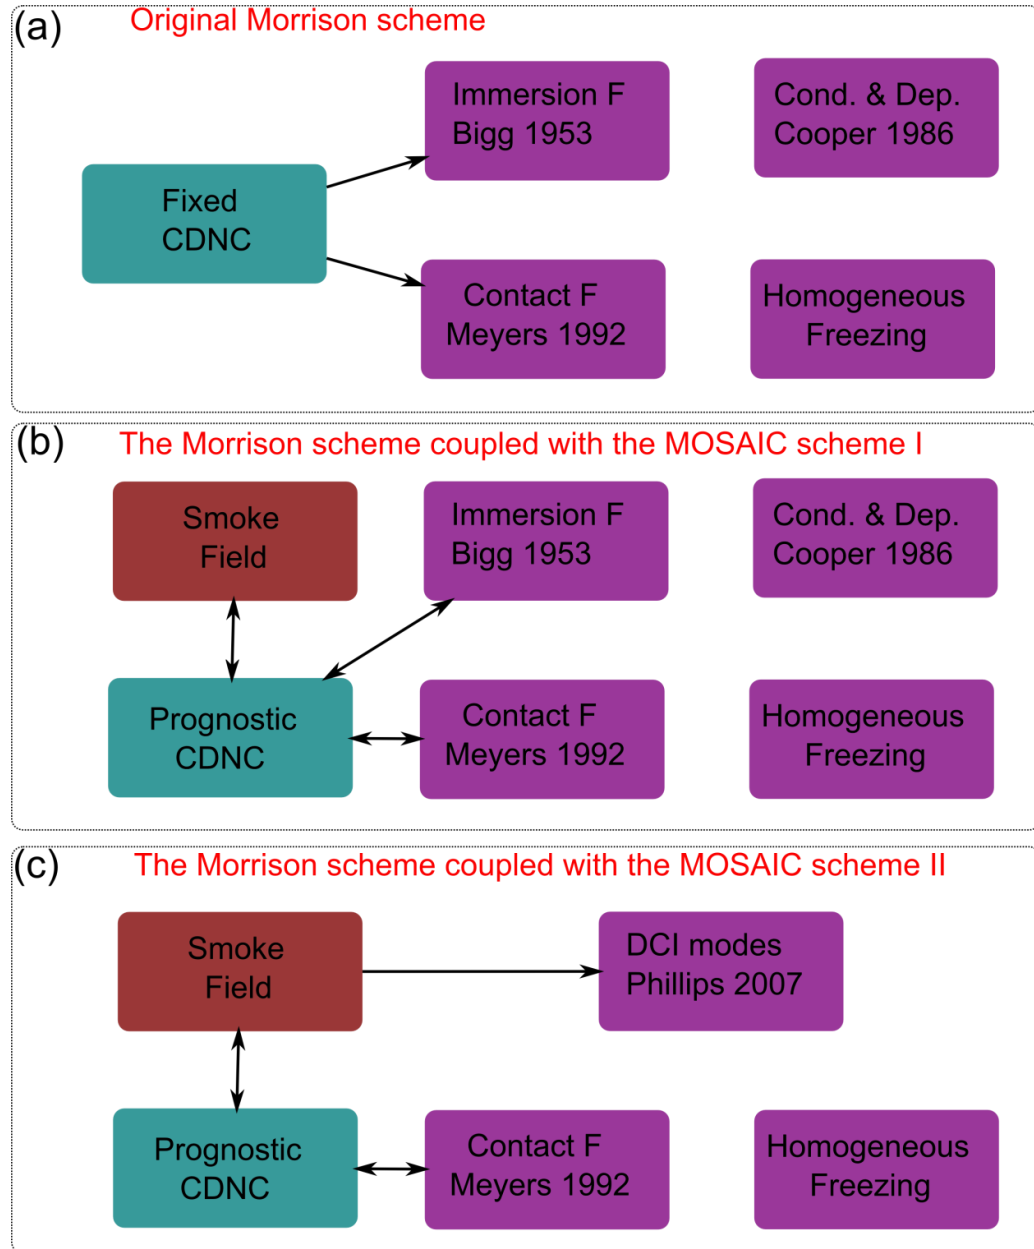 (a)
Original Morrison scheme
Immersion F
Bigg 1953
Cond. & Dep.
Cooper 1986
Fixed
CDNC
Contact F
Meyers 1992
Homogeneous
Freezing
(b)
The Morrison scheme coupled with the MOSAIC scheme I
Smoke
Field
Immersion F
Bigg 1953
Cond. & Dep.
Cooper 1986
Prognostic
CDNC
Contact F
Meyers 1992
Homogeneous
Freezing
(c)
The Morrison scheme coupled with the MOSAIC scheme II
Smoke
Field
DCI modes
Phillips 2007
Prognostic
CDNC
Contact F
Meyers 1992
Homogeneous
Freezing